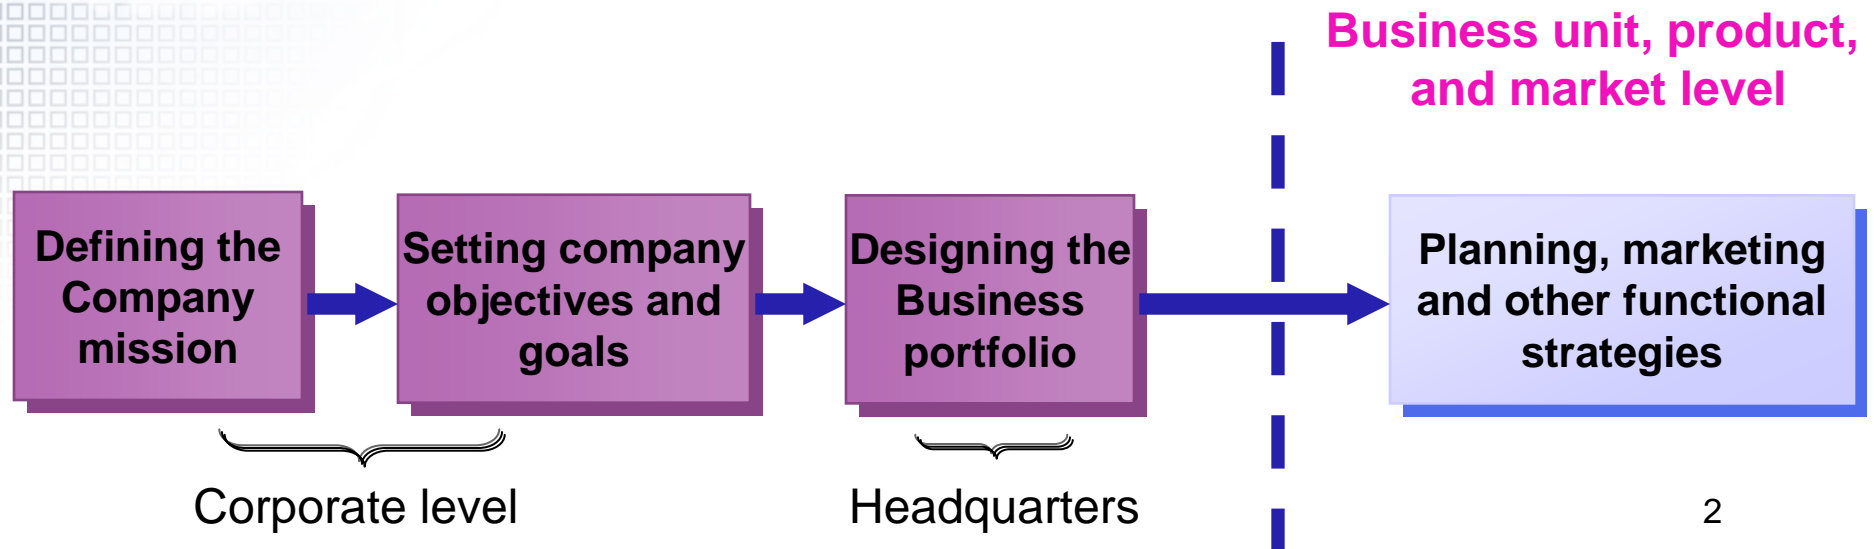 Business unit, product,
and market level
Defining the
Company
mission
Setting company
objectives and
goals
Designing the
Business
portfolio
Planning, marketing
and other functional
strategies
Corporate level
Headquarters
2